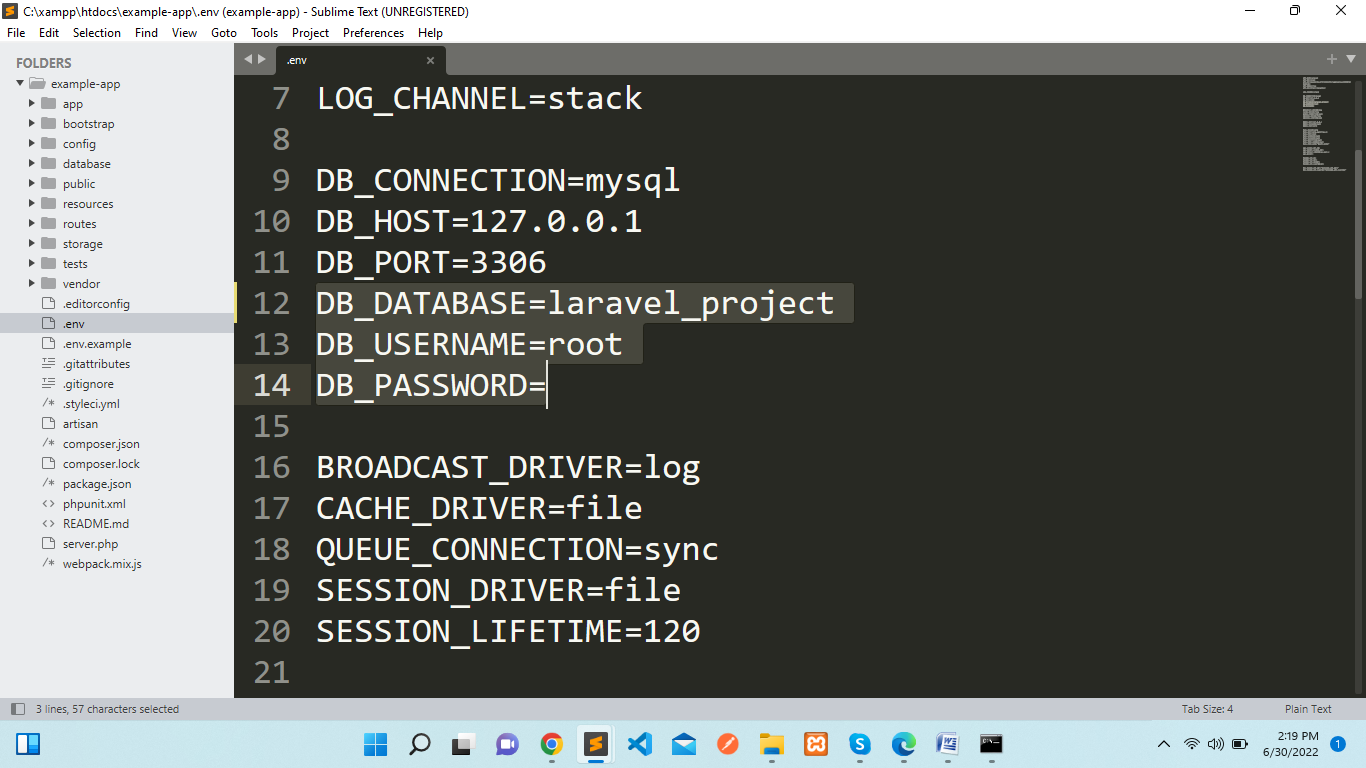 C:\xampp\htdocs\example-app\.env (example-app) - Sublime Text (UNREGISTERED)
File Edit Selection Find View Goto Tools Project Preferences Help
FOLDERS
example-app
app
bootstrap
config
database
public
resources
routes
storage
tests
vendor
.editorconfig
.env
.env.example
.gitattributes
.gitignore
/* .styleci.yml
artisan
/* composer.json
composer.lock
/* package.json
<> phpunit.xml
<> README.md
server.php
/* webpack.mix.js
.env
7 LOG_CHANNEL=stack
8
9 DB_CONNECTION=mysql
10 DB_HOST=127.0.0.1
11 DB_PORT=3306
12 DB_DATABASE=laravel_project
13 DB_USERNAME=root
14 DB_PASSWORD=
15
16 BROADCAST_DRIVER=log
17 CACHE_DRIVER=file
18 QUEUE_CONNECTION=sync
19 SESSION_DRIVER=file
20 SESSION_LIFETIME=120
21
3 lines, 57 characters selected
Tab Size: 4
Plain Text
2:19 PM
6/30/2022
1